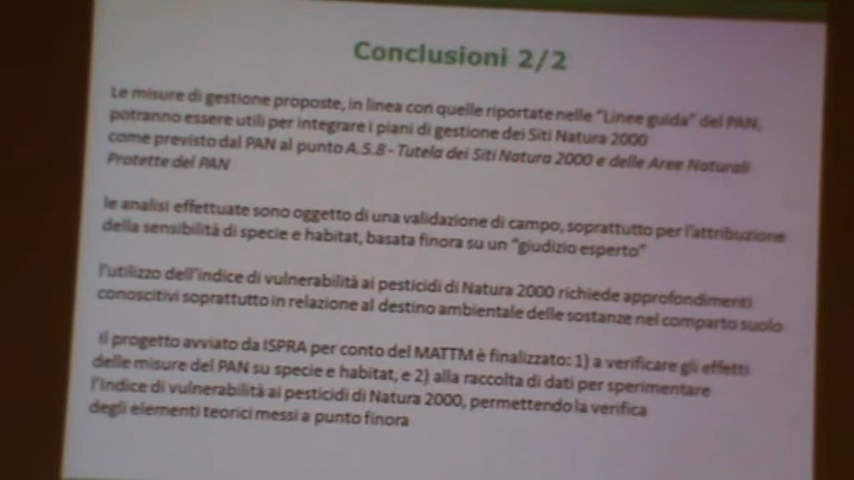 Conclusioni 2/2
Le misure di gestione proposte, in linea con quelle riportate nelle "Linee guida" del PAN,
potranno essere utili per integrare i piani di gestione dei Siti Natura 2000
come previsto dal PAN al punto A.5.8 - Tutela dei Siti Natura 2000 e delle Aree Naturali
Protette del PAN
le analisi effettuate sono oggetto di una validazione di campo, soprattutto per l'attribuzione
della sensibilità di specie e habitat, basata finora su un "giudizio esperto"
l'utilizzo dell'indice di vulnerabilità ai pesticidi di Natura 2000 richiede approfondimenti
conoscitivi soprattutto in relazione al destino ambientale delle sostanze nel comparto suolo
Il progetto avviato da ISPRA per conto del MATTM è finalizzato: 1) a verificare gli effetti
delle misure del PAN su specie e habitat, e 2) alla raccolta di dati per sperimentare
l'indice di vulnerabilità ai pesticidi di Natura 2000, permettendo la verifica
degli elementi teorici messi a punto finora